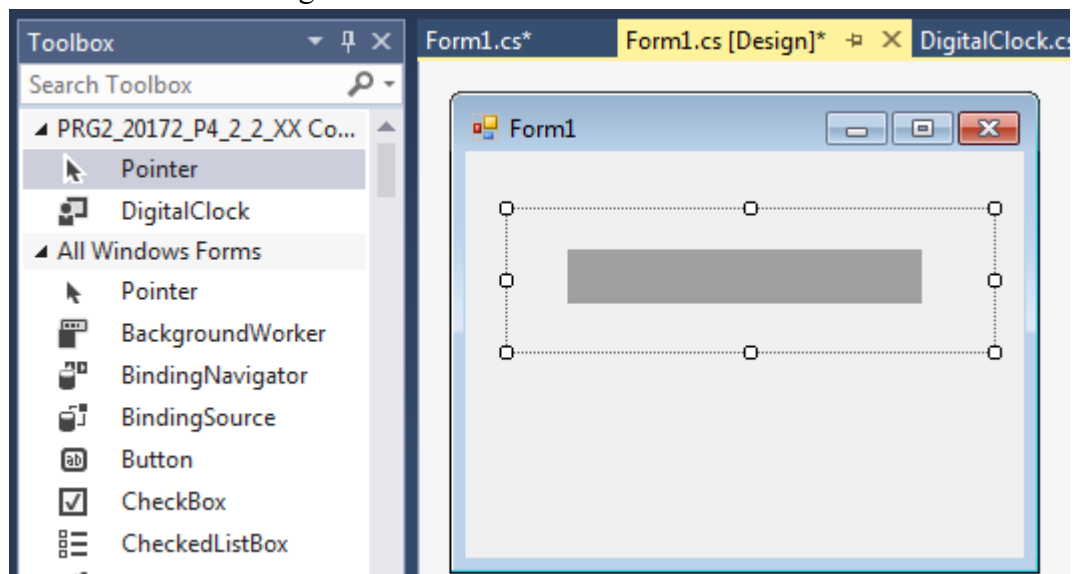 Toolbox
Form1.cs*
Form1.cs [Design]*
DigitalClock.cs
Search Toolbox
PRG2_20172_P4_2_2_XX Co...
Pointer
DigitalClock
All Windows Forms
Pointer
BackgroundWorker
BindingNavigator
BindingSource
Button
CheckBox
CheckedListBox
Form1